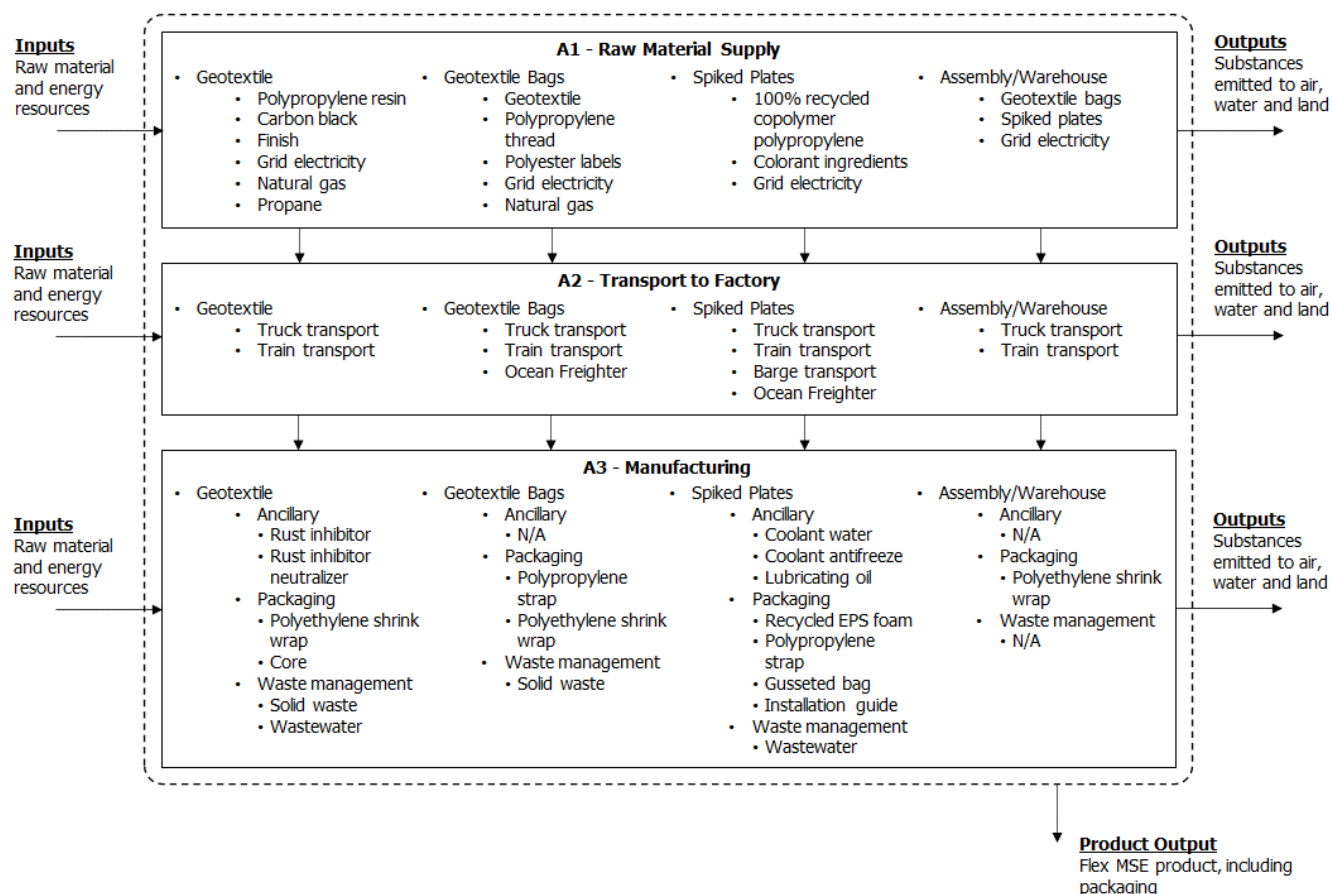 Inputs
Raw material
and energy
resources
A1 - Raw Material Supply
• Geotextile
• Polypropylene resin
• Carbon black
• Finish
• Grid electricity
• Natural gas
• Propane
• Geotextile Bags
• Geotextile
• Polypropylene
thread
• Polyester labels
• Grid electricity
• Natural gas
• Spiked Plates
• 100% recycled
copolymer
polypropylene
• Colorant ingredients
• Grid electricity
• Assembly/Warehouse
• Geotextile bags
• Spiked plates
• Grid electricity
Outputs
Substances
emitted to air,
water and land
Inputs
Raw material
and energy
resources
A2 - Transport to Factory
• Geotextile
• Truck transport
• Train transport
• Geotextile Bags
• Truck transport
• Train transport
• Ocean Freighter
• Spiked Plates
• Truck transport
• Train transport
• Barge transport
• Ocean Freighter
• Assembly/Warehouse
• Truck transport
• Train transport
Outputs
Substances
emitted to air,
water and land
Inputs
Raw material
and energy
resources
A3 - Manufacturing
• Geotextile
• Ancillary
• Rust inhibitor
• Rust inhibitor
neutralizer
• Packaging
• Polyethylene shrink
wrap
• Core
• Waste management
• Solid waste
• Wastewater
• Geotextile Bags
• Ancillary
• N/A
• Packaging
• Polypropylene
strap
• Polyethylene shrink
wrap
• Waste management
• Solid waste
• Spiked Plates
• Ancillary
• Coolant water
• Coolant antifreeze
• Lubricating oil
• Packaging
• Recycled EPS foam
• Polypropylene
strap
• Gusseted bag
• Installation guide
• Waste management
• Wastewater
• Assembly/Warehouse
• Ancillary
• N/A
• Packaging
• Polyethylene shrink
wrap
• Waste management
• N/A
Outputs
Substances
emitted to air,
water and land
Product Output
Flex MSE product, including
packaging